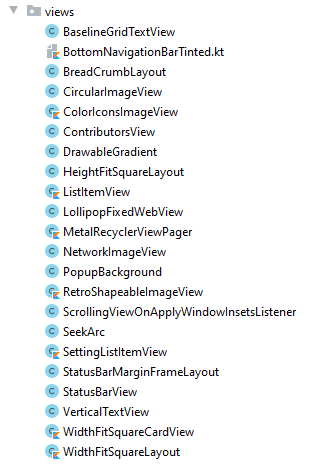 views
BaselineGridTextView
BottomNavigationBarTinted.kt
BreadCrumbLayout
CircularImageView
ColorIconsImageView
ContributorsView
DrawableGradient
HeightFitSquareLayout
ListItemView
LollipopFixedWebView
MetalRecyclerViewPager
NetworkImageView
PopupBackground
RetroShapeableImageView
ScrollingViewOnApplyWindowInsetsListener
SeekArc
SettingListItemView
StatusBarMarginFrameLayout
StatusBarView
VerticalTextView
WidthFitSquareCardView
WidthFitSquareLayout